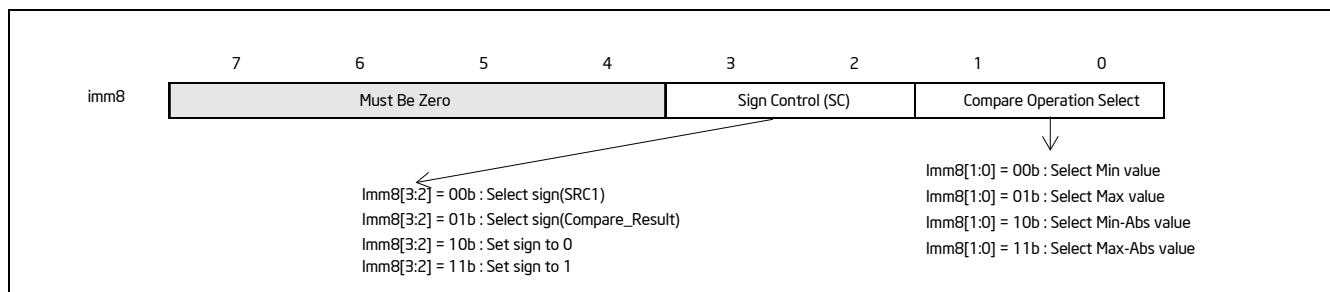 7 6 5 4 3 2 1 0
imm8 Must Be Zero Sign Control (SC) Compare Operation Select
Imm8[3:2] = 00b : Select sign(SRC1)
Imm8[3:2] = 01b : Select sign(Compare_Result)
Imm8[3:2] = 10b : Set sign to 0
Imm8[3:2] = 11b : Set sign to 1
Imm8[1:0] = 00b : Select Min value
Imm8[1:0] = 01b : Select Max value
Imm8[1:0] = 10b : Select Min-Abs value
Imm8[1:0] = 11b : Select Max-Abs value